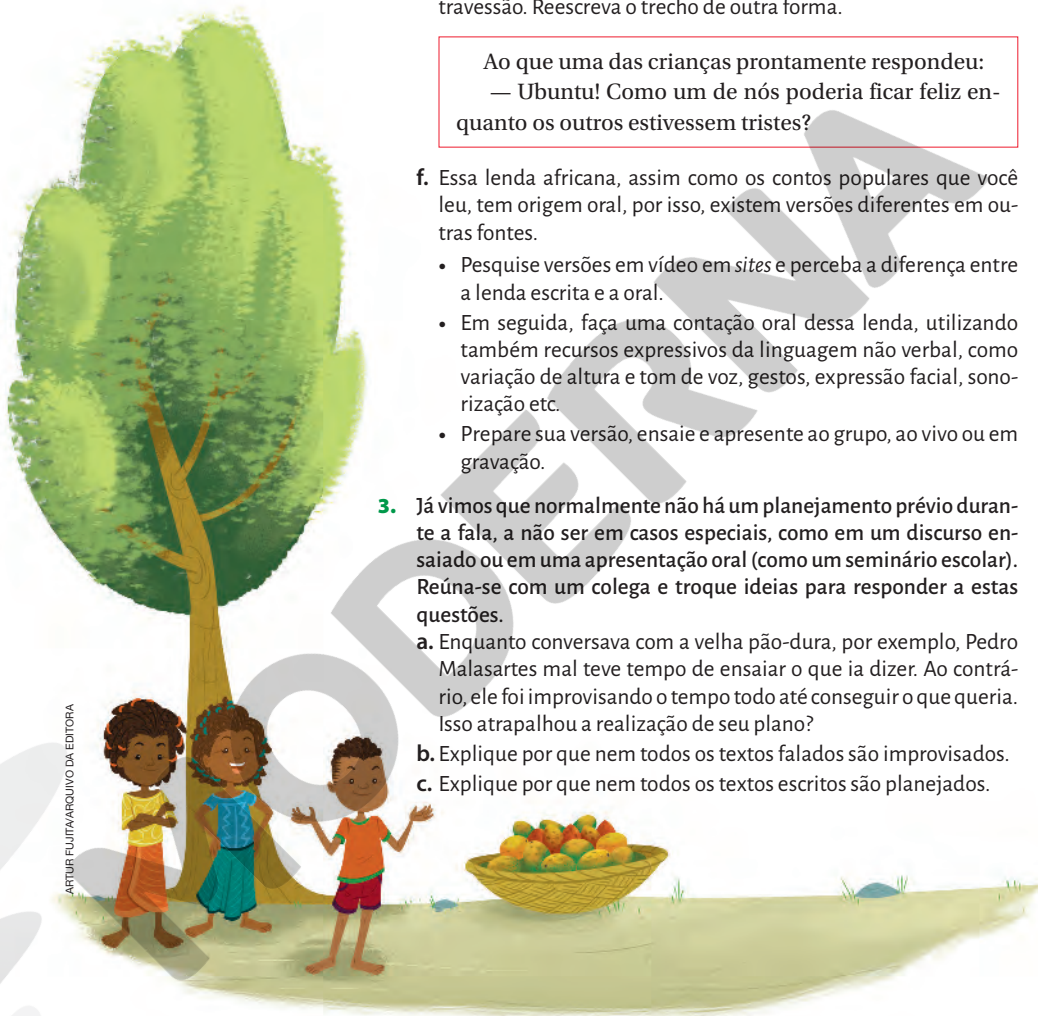 travessão. Reescreva o trecho de outra forma.
Ao que uma das crianças prontamente respondeu:
— Ubuntu! Como um de nós poderia ficar feliz en-
quanto os outros estivessem tristes?
f. Essa lenda africana, assim como os contos populares que você
leu, tem origem oral, por isso, existem versões diferentes em ou-
tras fontes.
• Pesquise versões em vídeo em sites e perceba a diferença entre
a lenda escrita e a oral.
• Em seguida, faça uma contação oral dessa lenda, utilizando
também recursos expressivos da linguagem não verbal, como
variação de altura e tom de voz, gestos, expressão facial, sono-
rização etc.
• Prepare sua versão, ensaie e apresente ao grupo, ao vivo ou em
gravação.
3. Já vimos que normalmente não há um planejamento prévio duran-
te a fala, a não ser em casos especiais, como em um discurso en-
saiado ou em uma apresentação oral (como um seminário escolar).
Reúna-se com um colega e troque ideias para responder a estas
questões.
a. Enquanto conversava com a velha pão-dura, por exemplo, Pedro
Malasartes mal teve tempo de ensaiar o que ia dizer. Ao contrá-
rio, ele foi improvisando o tempo todo até conseguir o que queria.
Isso atrapalhou a realização de seu plano?
b. Explique por que nem todos os textos falados são improvisados.
c. Explique por que nem todos os textos escritos são planejados.
ARTUR FUJITA/ARQUIVO DA EDITORA
MODERNA